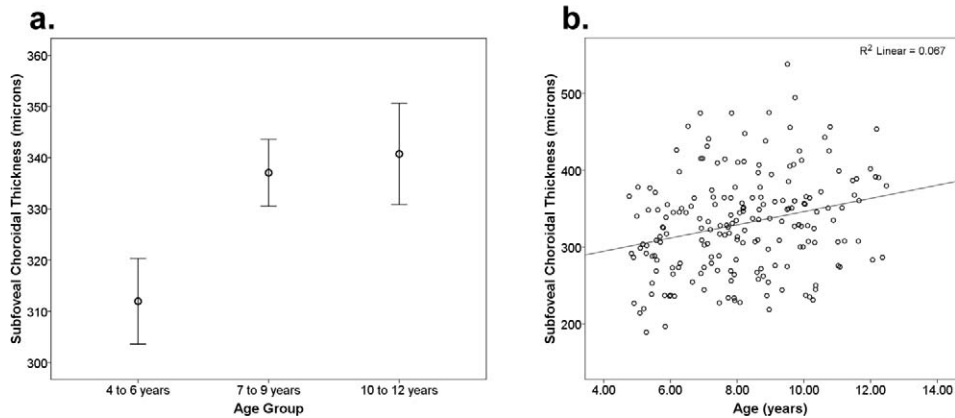 a.
Subfoveal Choroidal Thickness (microns)
360
350
340
330
320
310
300
4 to 6 years
7 to 9 years
10 to 12 years
Age Group
b.
R² Linear = 0.067
Subfoveal Choroidal Thickness (microns)
500
400
300
200
4.00
6.00
8.00
10.00
12.00
14.00
Age (years)